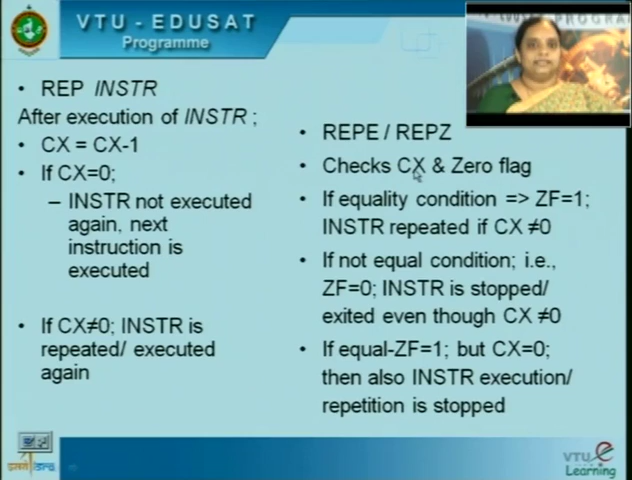 VTU - EDUSAT
Programme
• REP INSTR
After execution of INSTR ;
• CX = CX-1
• If CX=0;
– INSTR not executed
again, next
instruction is
executed
• If CX≠0; INSTR is
repeated/ executed
again
• REPE / REPZ
• Checks CX & Zero flag
• If equality condition => ZF=1;
INSTR repeated if CX ≠0
• If not equal condition; i.e.,
ZF=0; INSTR is stopped/
exited even though CX ≠0
• If equal-ZF=1; but CX=0;
then also INSTR execution/
repetition is stopped
VTU e
Learning